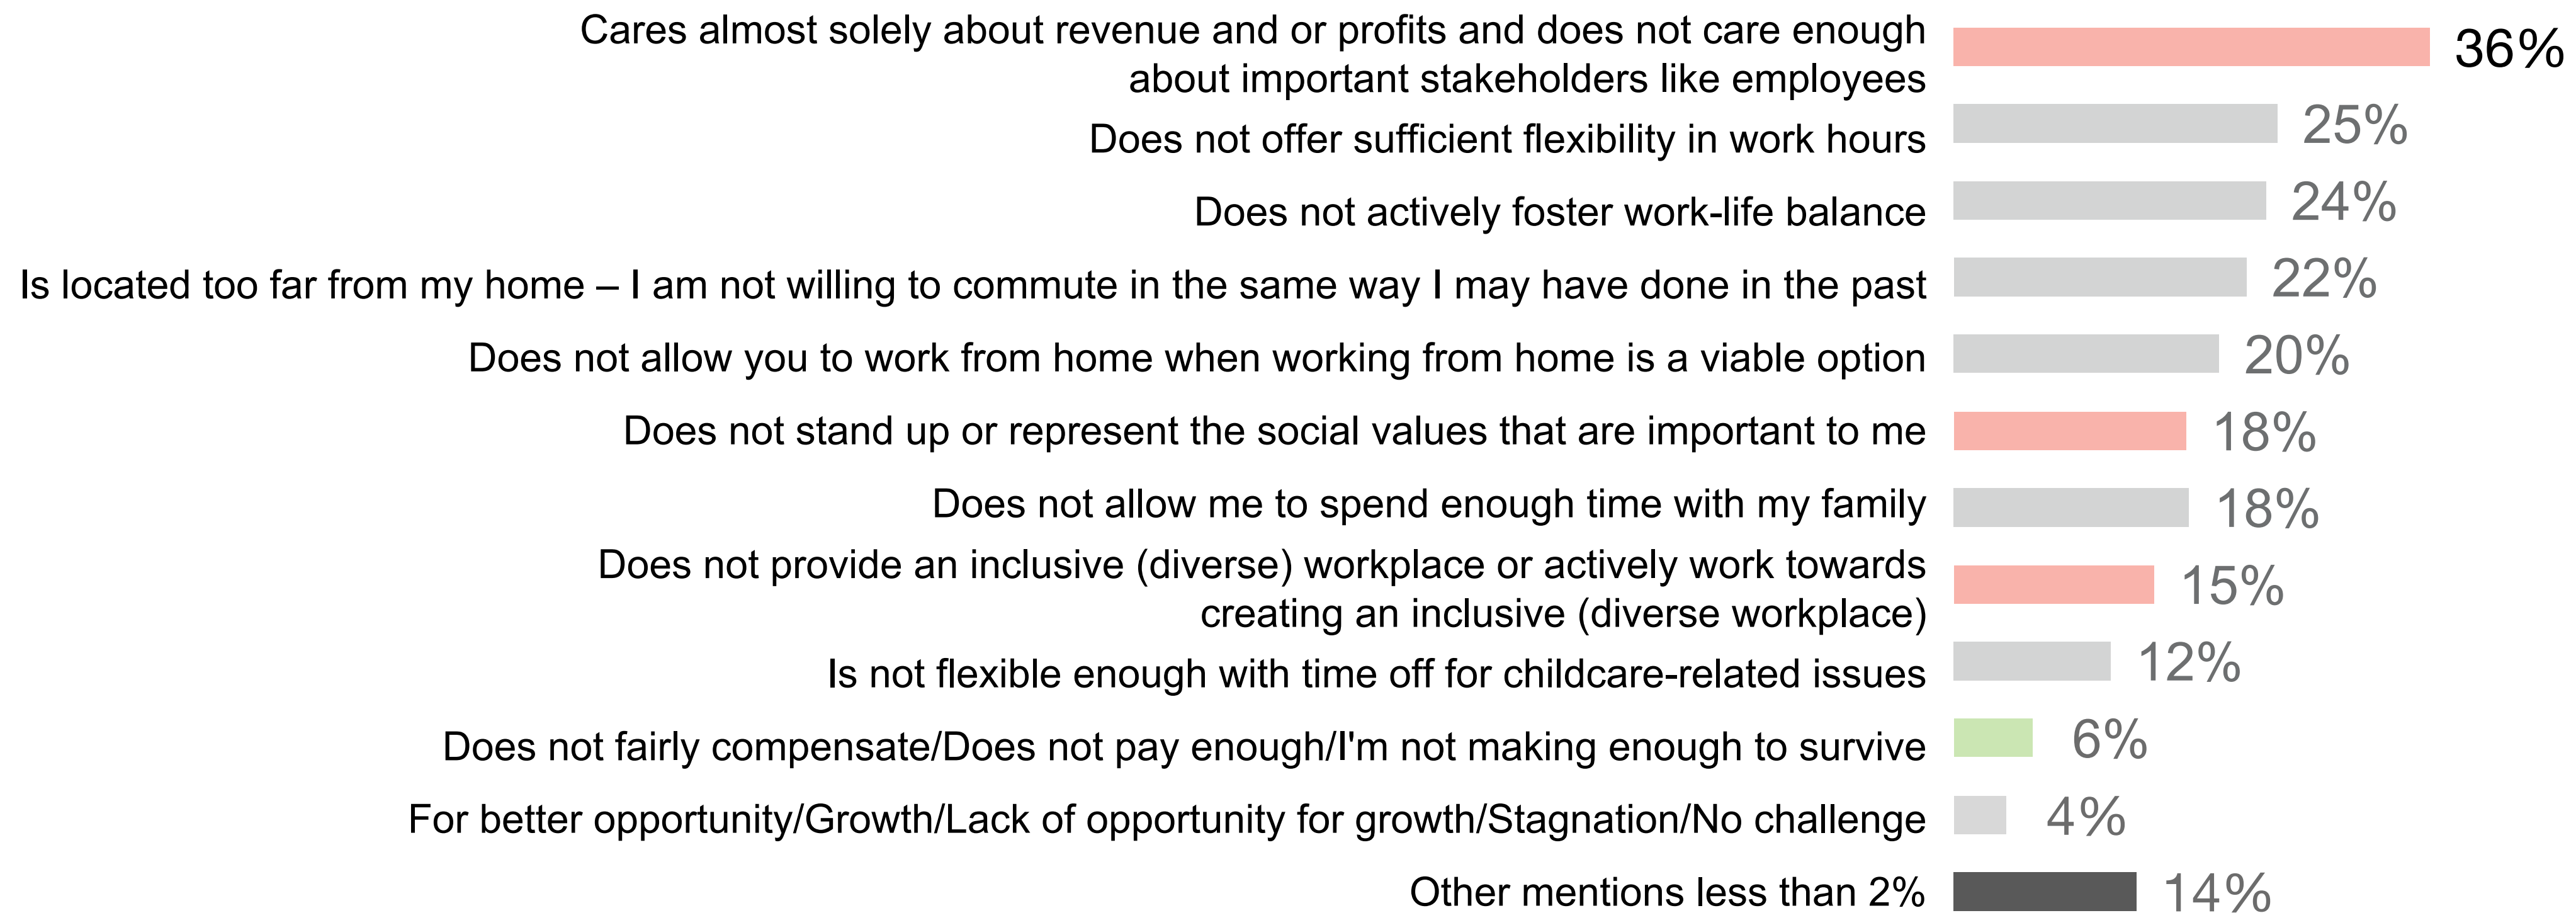 Cares almost solely about revenue and or profits and does not care enough
about important stakeholders like employees
36%
Does not offer sufficient flexibility in work hours
25%
Does not actively foster work-life balance
24%
Is located too far from my home – I am not willing to commute in the same way I may have done in the past
22%
Does not allow you to work from home when working from home is a viable option
20%
Does not stand up or represent the social values that are important to me
18%
Does not allow me to spend enough time with my family
18%
Does not provide an inclusive (diverse) workplace or actively work towards
creating an inclusive (diverse workplace)
15%
Is not flexible enough with time off for childcare-related issues
12%
Does not fairly compensate/Does not pay enough/I'm not making enough to survive
6%
For better opportunity/Growth/Lack of opportunity for growth/Stagnation/No challenge
4%
Other mentions less than 2%
14%